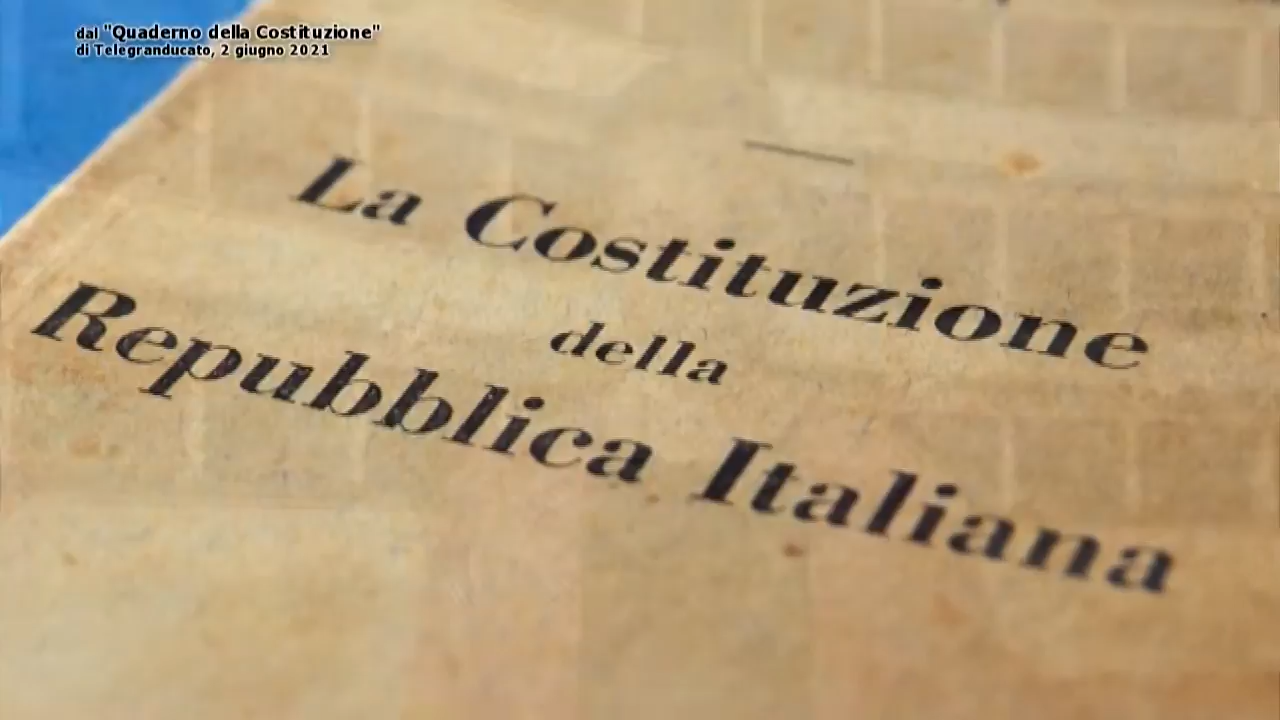 dal "Quaderno della Costituzione"
di Telegranducato, 2 giugno 2021
La Costituzione
della
Repubblica Italiana